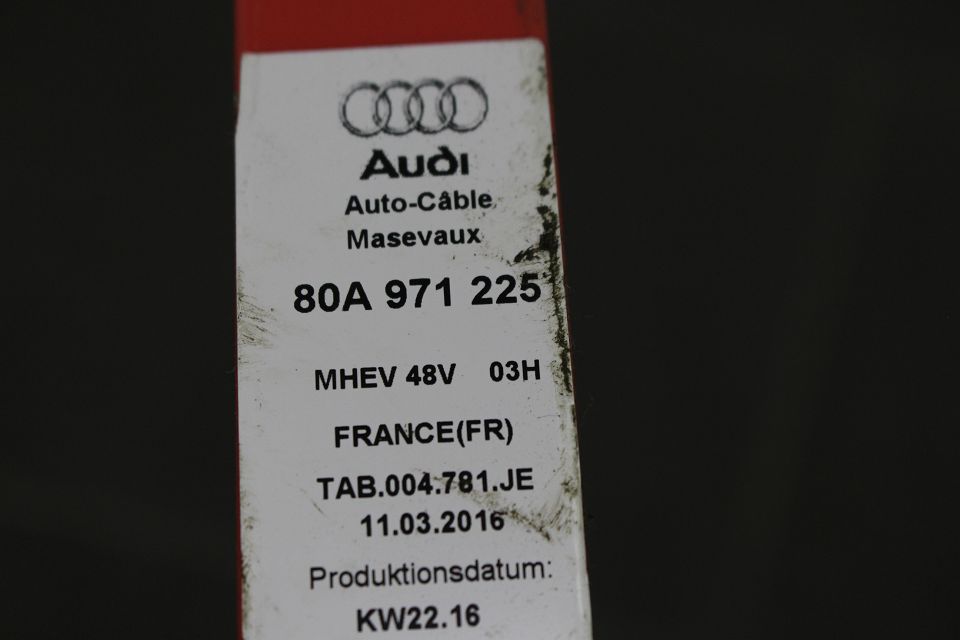 Audi
Auto-Câble
Masevaux
80A 971 225
MHEV 48V 03H
FRANCE(FR)
TAB.004.781.JE
11.03.2016
Produktionsdatum:
KW22.16